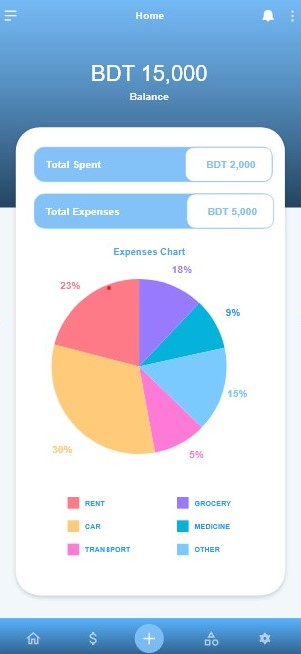 Home
BDT 15,000
Balance
Total Spent BDT 2,000
Total Expenses BDT 5,000
Expenses Chart
18%
23%
9%
15%
30%
5%
RENT GROCERY
CAR MEDICINE
TRANSPORT OTHER